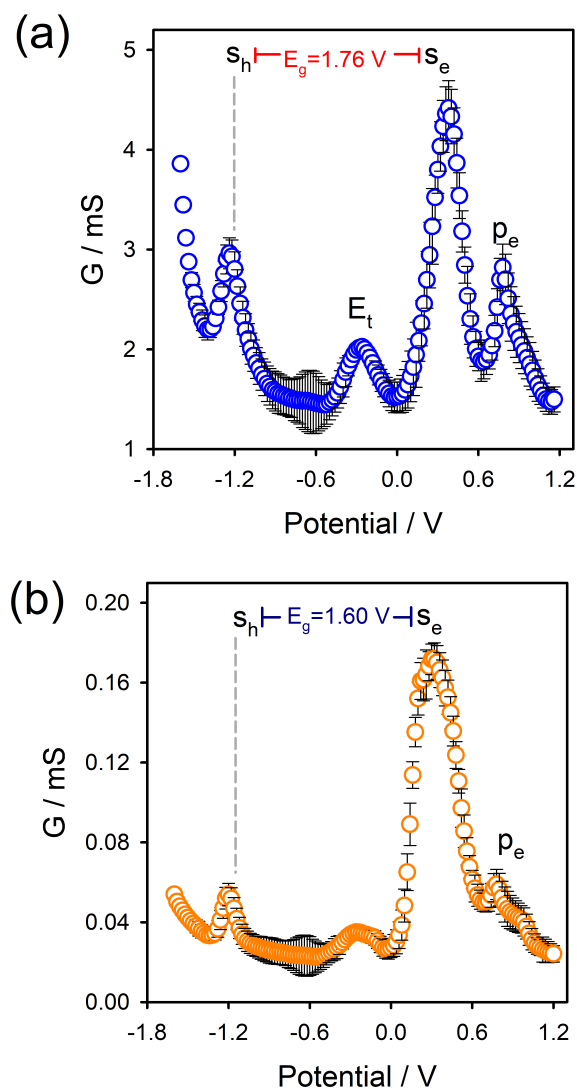 (a)
s_h E_g=1.76 V s_e
5
4
p_e
3
E_t
2
1
G / mS
-1.8 -1.2 -0.6 0.0 0.6 1.2
Potential / V
(b)
0.20
s_h E_g=1.60 V s_e
0.16
0.12
p_e
0.08
0.04
0.00
G / mS
-1.8 -1.2 -0.6 0.0 0.6 1.2
Potential / V